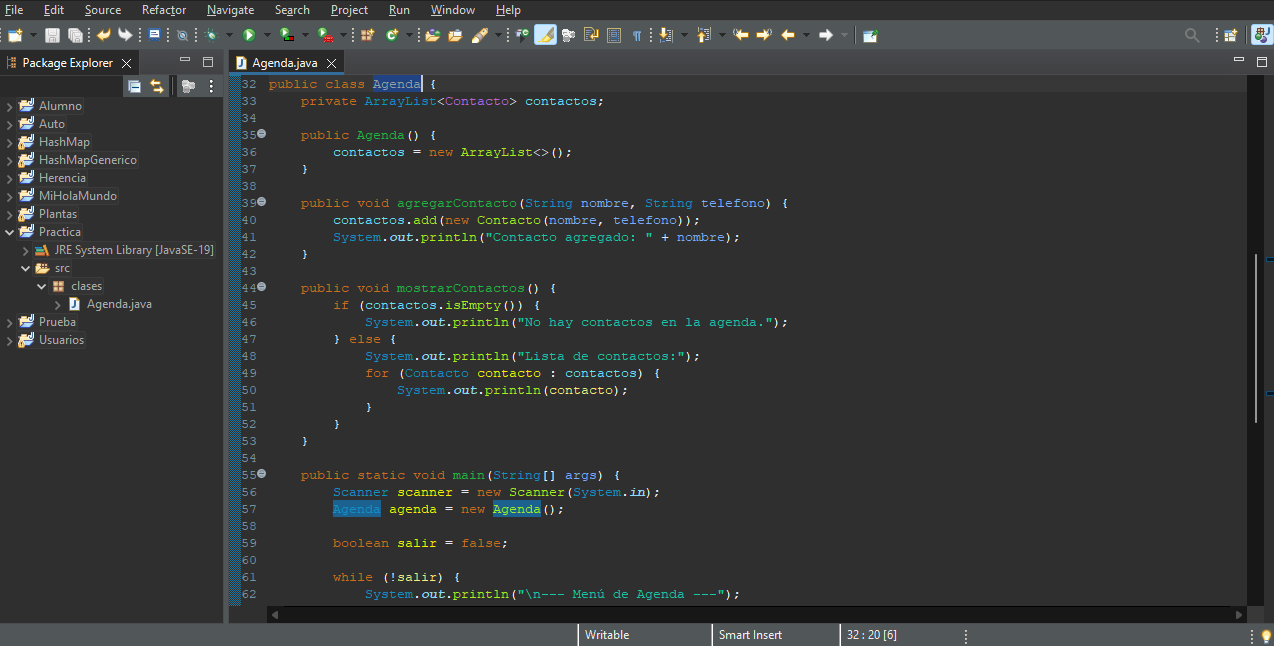 File Edit Source Refactor Navigate Search Project Run Window Help
Package Explorer
Alumno
Auto
HashMap
HashMapGenerico
Herencia
MiHolaMundo
Plantas
Practica
JRE System Library [JavaSE-19]
src
clases
Agenda.java
Prueba
Usuarios
Agenda.java
32 public class Agenda {
33     private ArrayList<Contacto> contactos;
34
35     public Agenda() {
36         contactos = new ArrayList<>();
37     }
38
39     public void agregarContacto(String nombre, String telefono) {
40         contactos.add(new Contacto(nombre, telefono));
41         System.out.println("Contacto agregado: " + nombre);
42     }
43
44     public void mostrarContactos() {
45         if (contactos.isEmpty()) {
46             System.out.println("No hay contactos en la agenda.");
47         } else {
48             System.out.println("Lista de contactos:");
49             for (Contacto contacto : contactos) {
50                 System.out.println(contacto);
51             }
52         }
53     }
54
55     public static void main(String[] args) {
56         Scanner scanner = new Scanner(System.in);
57         Agenda agenda = new Agenda();
58
59         boolean salir = false;
60
61         while (!salir) {
62             System.out.println("\n--- Menú de Agenda ---");
Writable Smart Insert 32 : 20 [6]